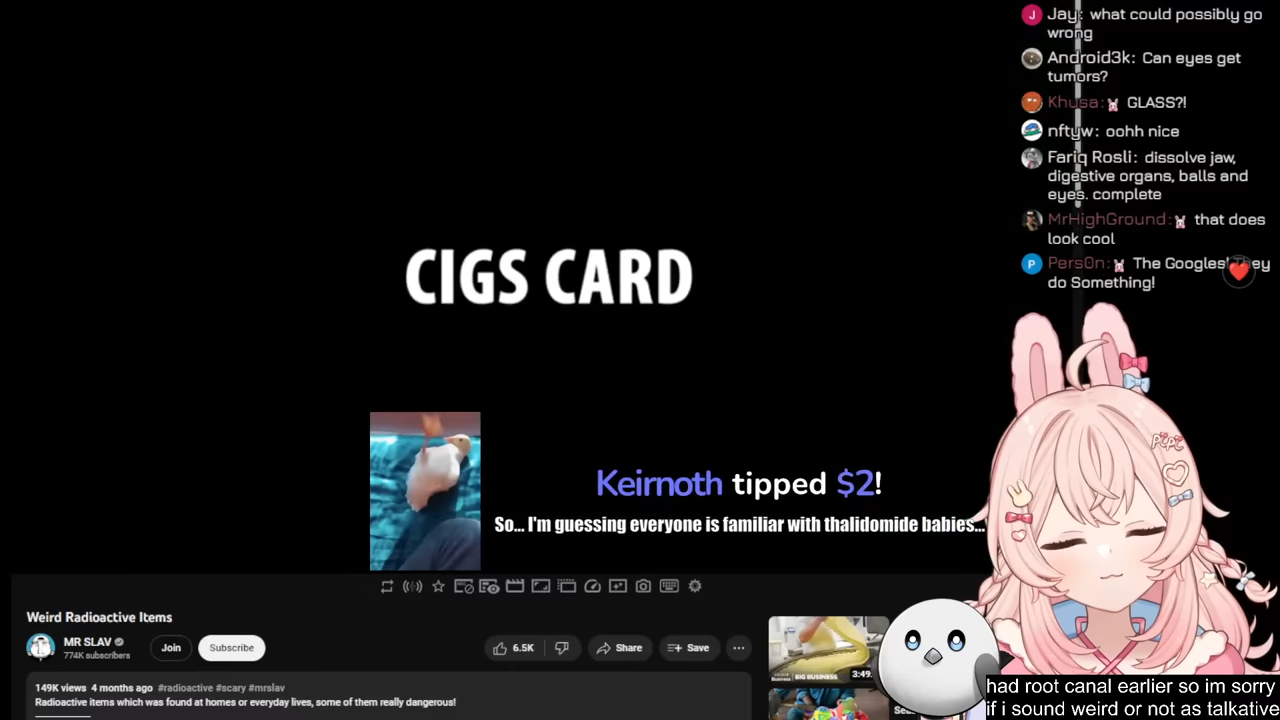 Jay: what could possibly go
wrong
Android3k: Can eyes get
tumors?
Khusa: GLASS?!
nftyw: oohh nice
Fariq Rosli: dissolve jaw,
digestive organs, balls and
eyes. complete
MrHighGround: that does
look cool
Pers0n: The Googles! They
do Something!
CIGS CARD
Keirnoth tipped $2!
So... I'm guessing everyone is familiar with thalidomide babies...
PiPi
Weird Radioactive Items
MR SLAV
774K subscribers
Join
Subscribe
6.5K
Share
Save
149K views 4 months ago #radioactive #scary #mrslav
Radioactive items which was found at homes or everyday lives, some of them really dangerous!
BIG BUSINESS
3:49
had root canal earlier so im sorry
if i sound weird or not as talkative